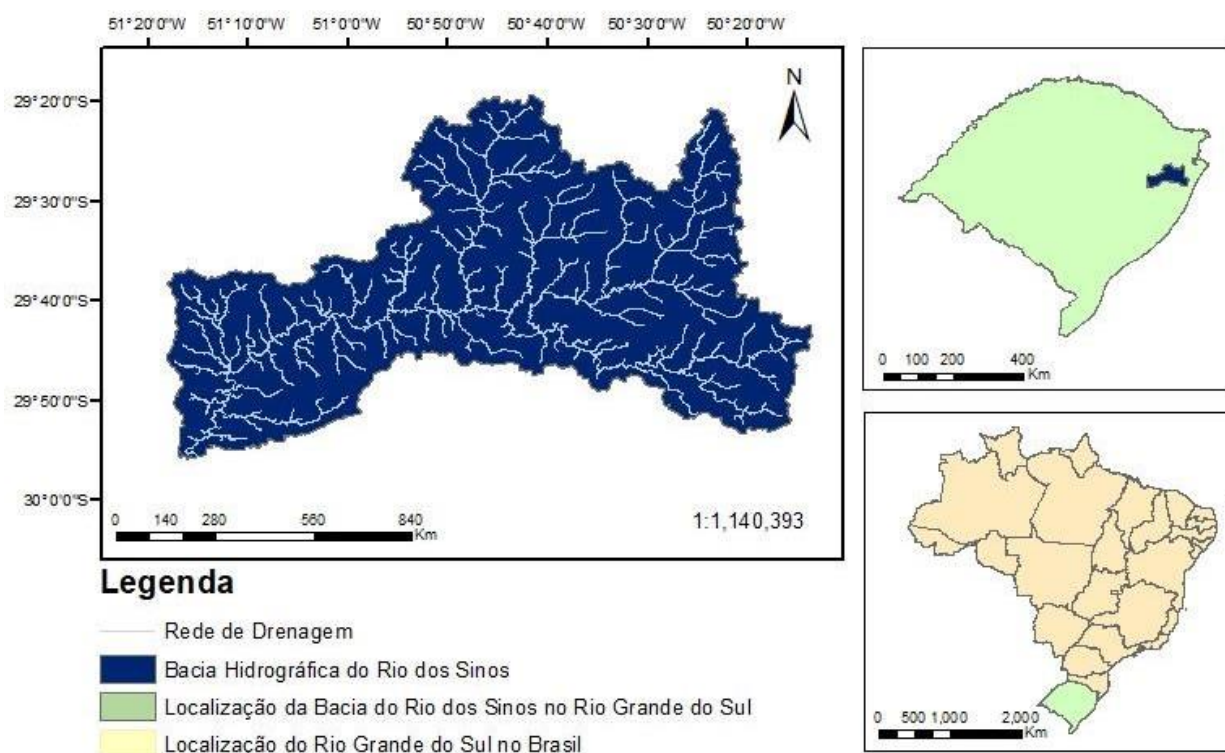 51°20'0"W 51°10'0"W 51°0'0"W 50°50'0"W 50°40'0"W 50°30'0"W 50°20'0"W
N
29°20'0"S
29°30'0"S
29°40'0"S
29°50'0"S
30°0'0"S
0 140 280 560 840
Km
1:1,140,393
0 100 200 400
Km
0 500 1,000 2,000
Km
Legenda
Rede de Drenagem
Bacia Hidrográfica do Rio dos Sinos
Localização da Bacia do Rio dos Sinos no Rio Grande do Sul
Localização do Rio Grande do Sul no Brasil